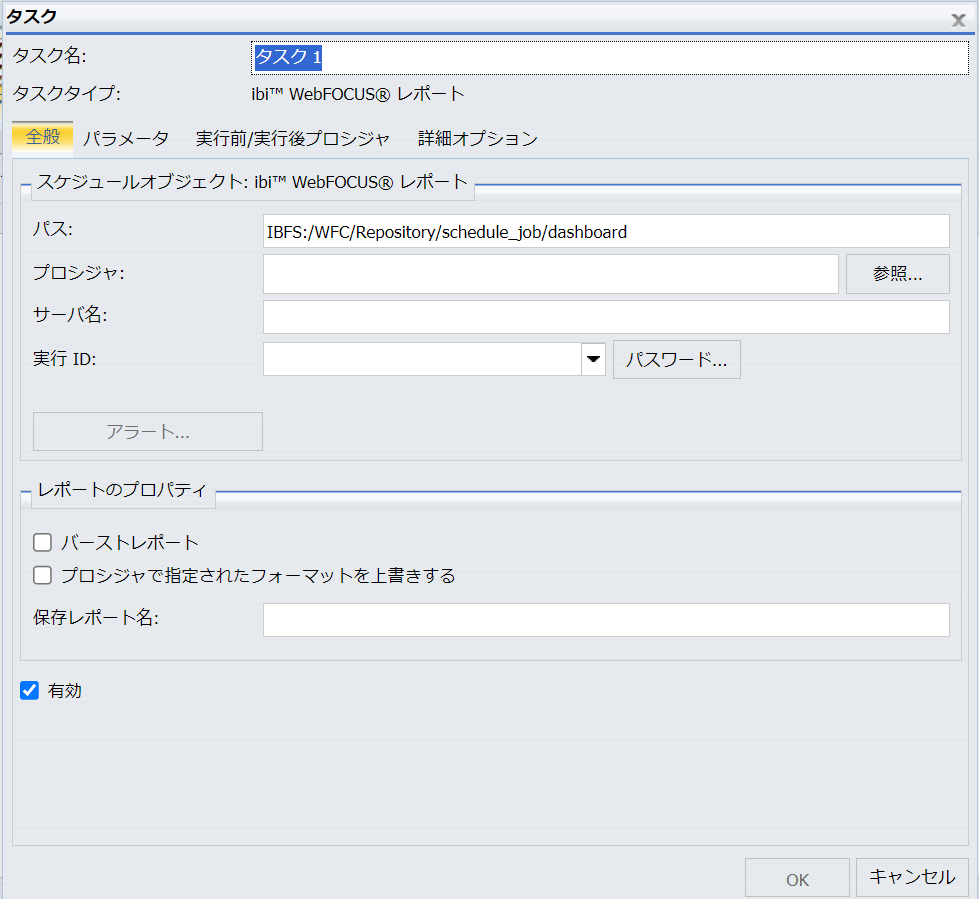 タスク
タスク名: タスク 1
タスクタイプ: ibi™ WebFOCUS® レポート
全般 パラメータ 実行前/実行後プロシジャ 詳細オプション
スケジュールオブジェクト: ibi™ WebFOCUS® レポート
パス: IBFS:/WFC/Repository/schedule_job/dashboard
プロシジャ: 参照...
サーバ名:
実行 ID: パスワード...
アラート...
レポートのプロパティ
バーストレポート
プロシジャで指定されたフォーマットを上書きする
保存レポート名:
有効
OK キャンセル